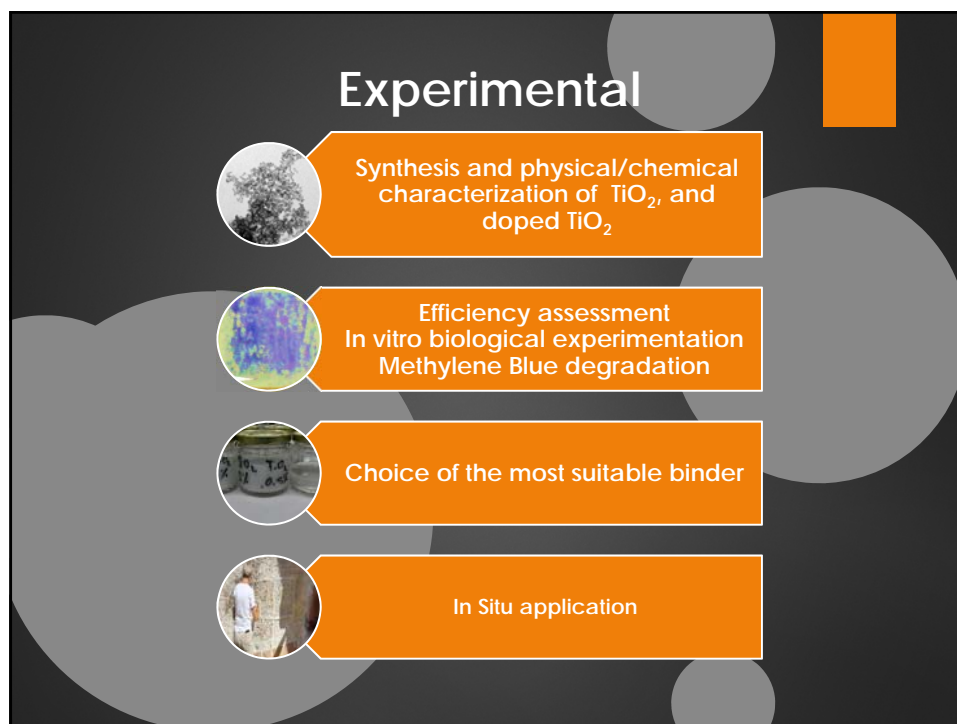 Experimental
Synthesis and physical/chemical
characterization of TiO₂, and
doped TiO₂
Efficiency assessment
In vitro biological experimentation
Methylene Blue degradation
Choice of the most suitable binder
In Situ application